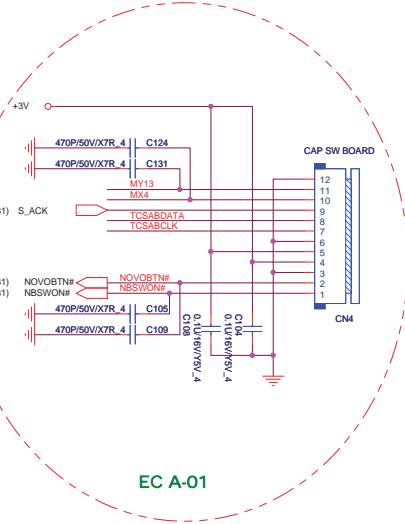 +3V
470P/50V/X7R_4 C124
CAP SW BOARD
470P/50V/X7R_4 C131
12
MY13 11
MX4 10
S_ACK 9
TCSABDATA 8
TCSABCLK 7
6
5
4
3
NOVOBTN# NOVOBTN# 2
NBSWON# NBSWON# 1
470P/50V/X7R_4 C105
CN4
470P/50V/X7R_4 C109
C108
0.1U/16V/Y5V_4
0.1U/16V/Y5V_4
C104
EC A-01